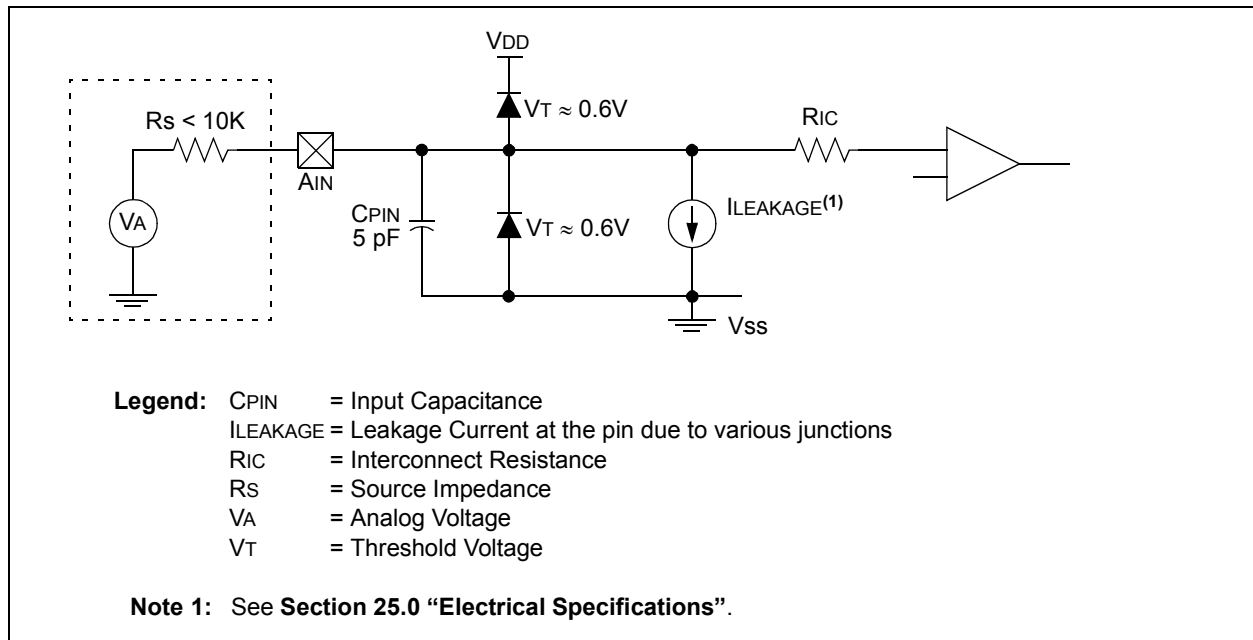 VDD
Rs < 10K
VT ≈ 0.6V
RIC
AIN
VA
CPIN
5 pF
VT ≈ 0.6V
ILEAKAGE(1)
Vss
Legend: CPIN = Input Capacitance
ILEAKAGE = Leakage Current at the pin due to various junctions
RIC = Interconnect Resistance
RS = Source Impedance
VA = Analog Voltage
VT = Threshold Voltage
Note 1: See Section 25.0 “Electrical Specifications”.